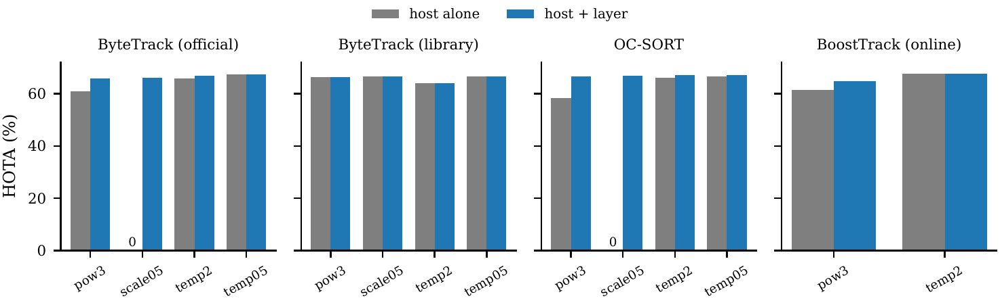 host alone host + layer
ByteTrack (official) ByteTrack (library) OC-SORT BoostTrack (online)
HOTA (%)
60
40
20
0
0 0
pow3 scale05 temp2 temp05 pow3 scale05 temp2 temp05 pow3 scale05 temp2 temp05 pow3 temp2